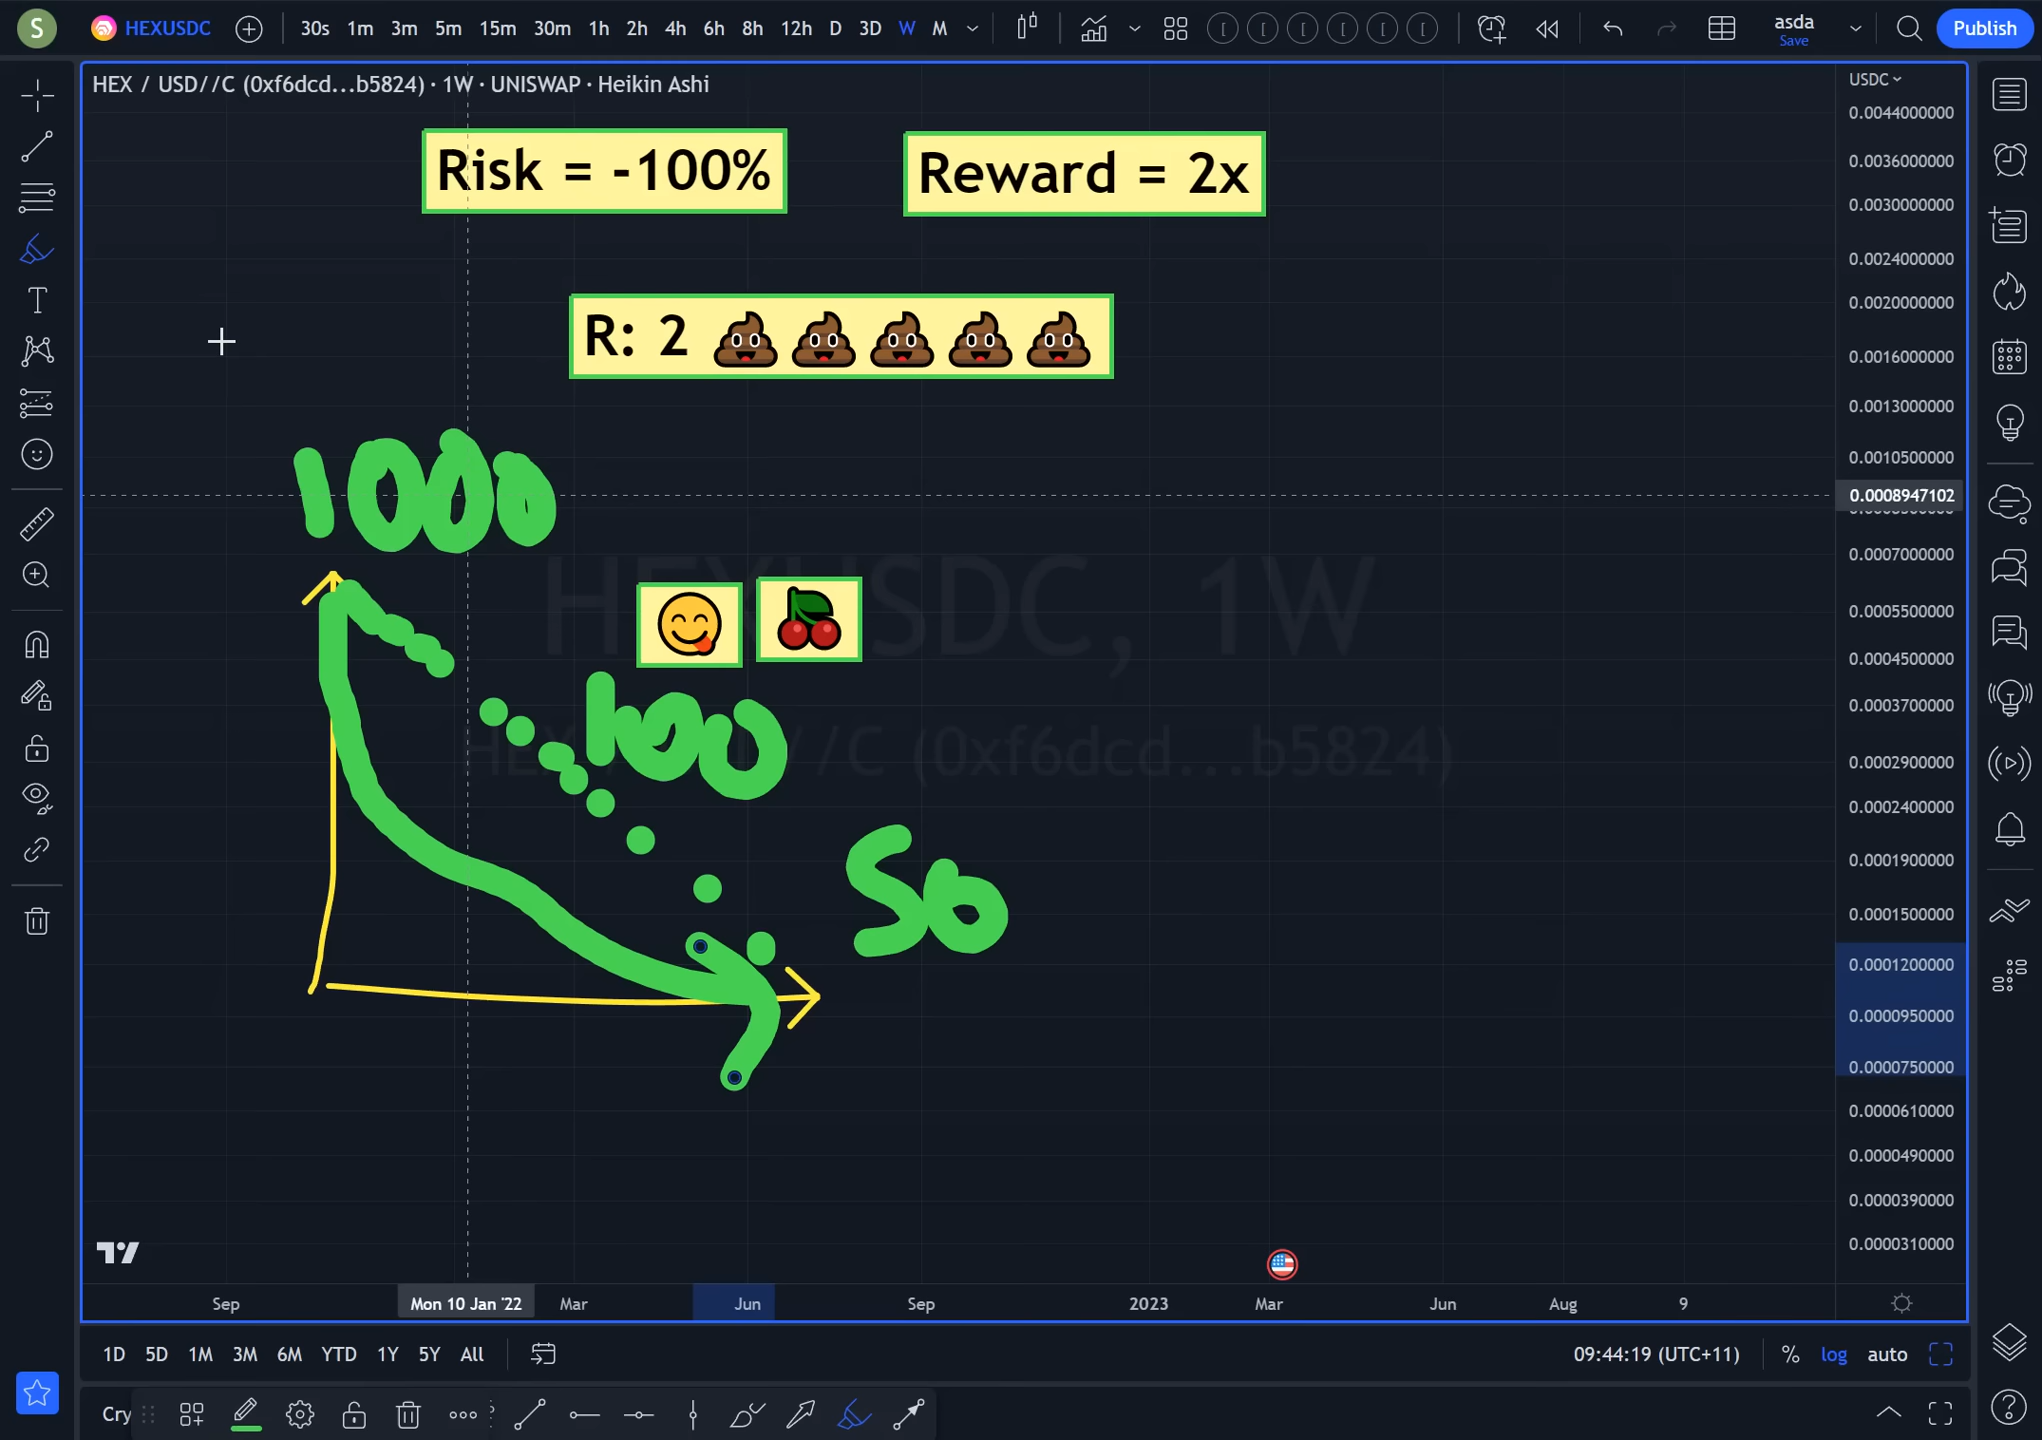 S HEXUSDC 30s 1m 3m 5m 15m 30m 1h 2h 4h 6h 8h 12h D 3D W M asda Save Publish
HEX / USD//C (0xf6dcd...b5824) · 1W · UNISWAP · Heikin Ashi
USDC
0.0044000000
Risk = -100%
Reward = 2x
0.0036000000
0.0030000000
0.0024000000
0.0020000000
R: 2 💩 💩 💩 💩 💩
0.0016000000
0.0013000000
0.0010500000
1000
0.0008947102
0.0007000000
HEXUSDC, 1W
0.0005500000
0.0004500000
0.0003700000
100
//C (0xf6dcd...b5824)
0.0002900000
0.0002400000
0.0001900000
50
0.0001500000
0.0001200000
0.0000950000
0.0000750000
0.0000610000
0.0000490000
0.0000390000
0.0000310000
Sep Mon 10 Jan '22 Mar Jun Sep 2023 Mar Jun Aug 9
1D 5D 1M 3M 6M YTD 1Y 5Y All 09:44:19 (UTC+11) % log auto
Cry